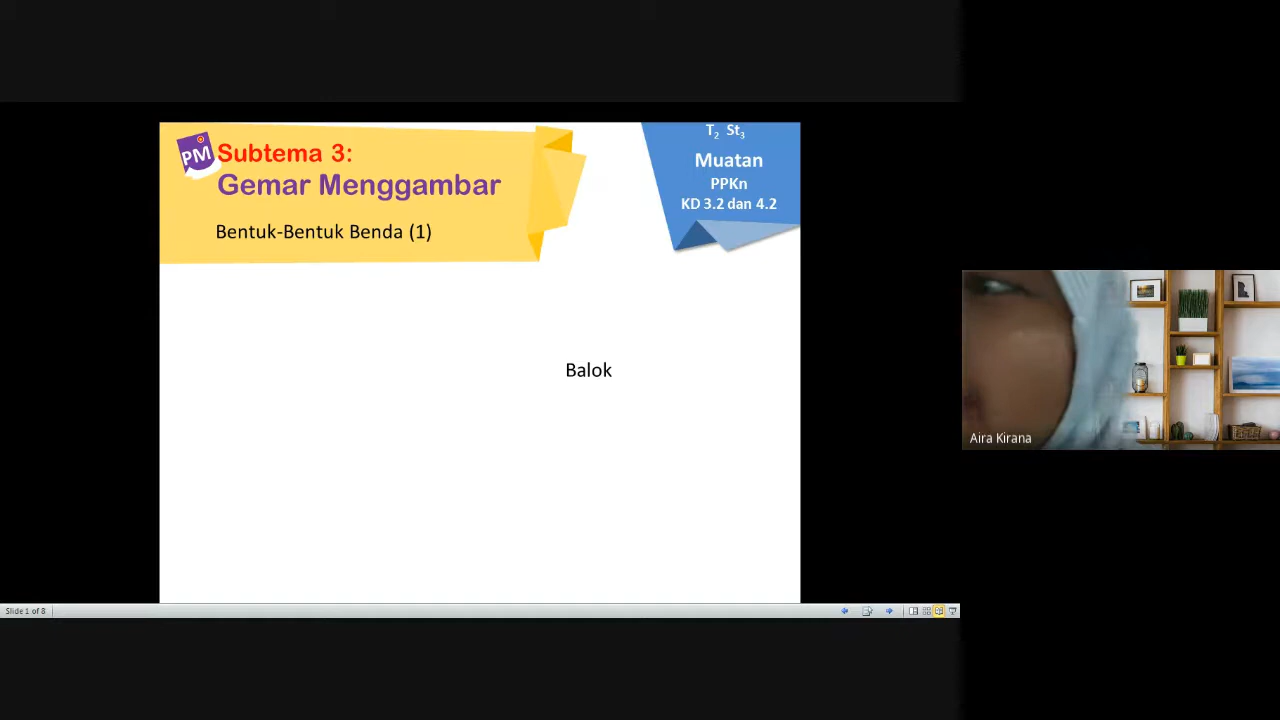 PM
Subtema 3:
Gemar Menggambar
Bentuk-Bentuk Benda (1)
T2 St3
Muatan
PPKn
KD 3.2 dan 4.2
Balok
Aira Kirana
Slide 1 of 8